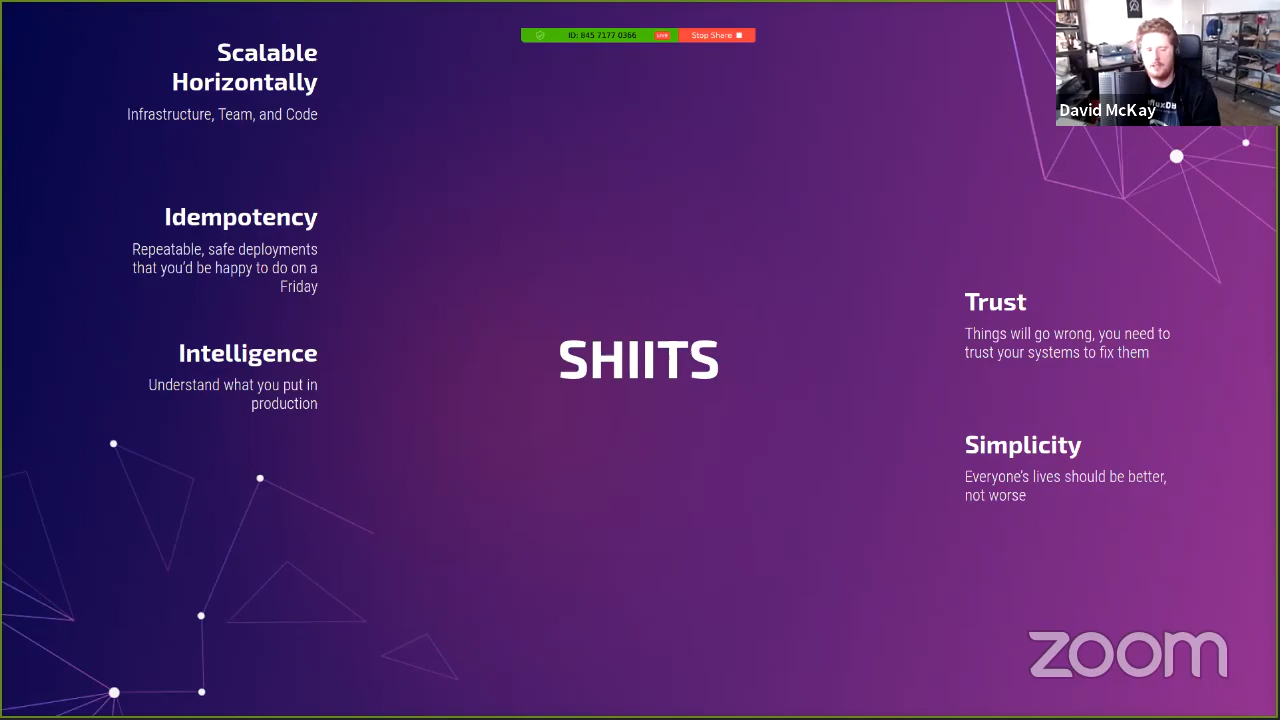 Scalable
Horizontally
Infrastructure, Team, and Code
Idempotency
Repeatable, safe deployments
that you'd be happy to do on a
Friday
Intelligence
Understand what you put in
production
SHIITS
Trust
Things will go wrong, you need to
trust your systems to fix them
Simplicity
Everyone's lives should be better,
not worse
ID: 845 7177 0366
LIVE
Stop Share
David McKay
zoom